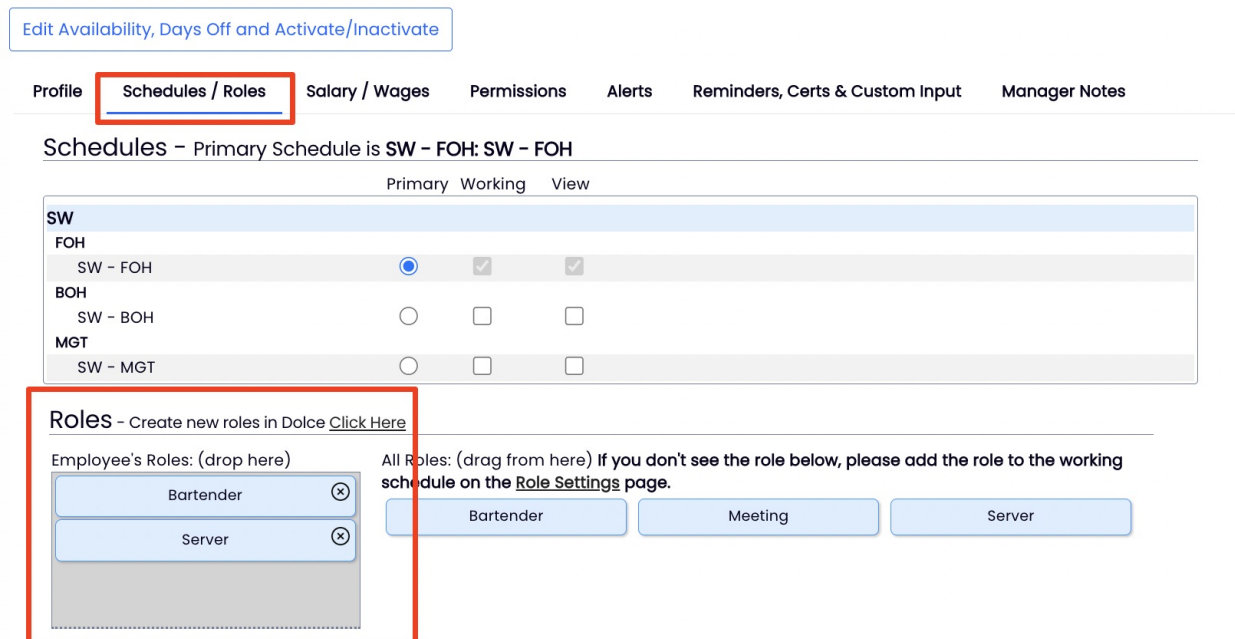 Edit Availability, Days Off and Activate/Inactivate
Profile Schedules / Roles Salary / Wages Permissions Alerts Reminders, Certs & Custom Input Manager Notes
Schedules - Primary Schedule is SW - FOH: SW - FOH
Primary Working View
SW
FOH
SW - FOH
BOH
SW - BOH
MGT
SW - MGT
Roles - Create new roles in Dolce Click Here
Employee's Roles: (drop here)
Bartender
Server
All Roles: (drag from here) If you don't see the role below, please add the role to the working
schedule on the Role Settings page.
Bartender Meeting Server